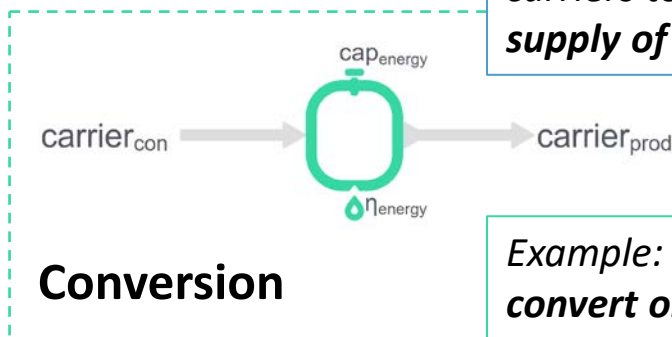 supply of
cap_energy
carrier_con
carrier_prod
η_energy
Conversion
Example:
convert